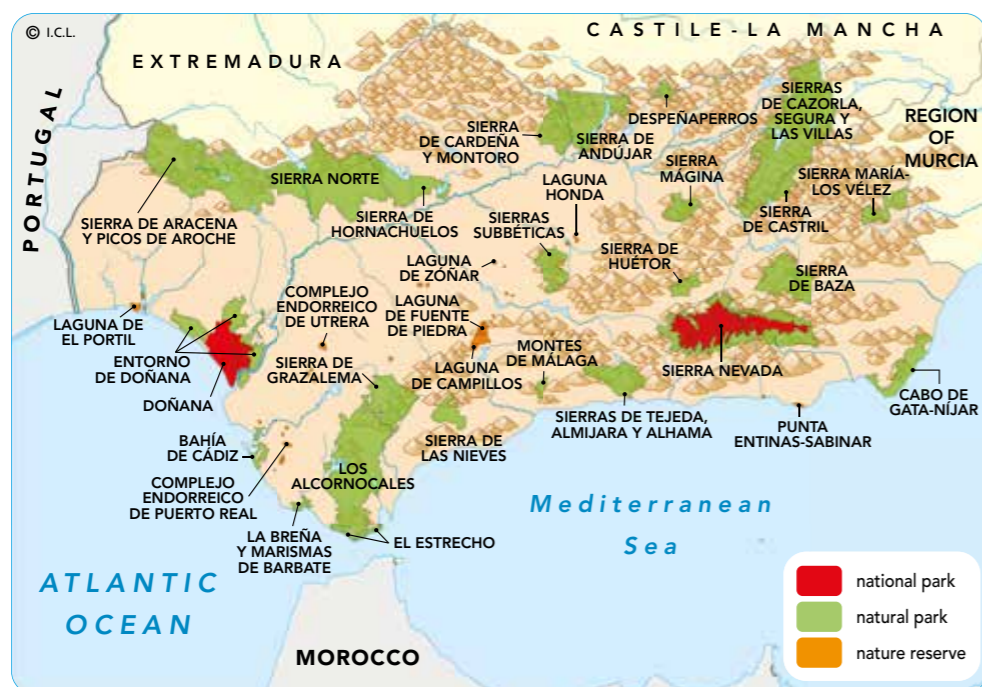 © I.C.L.
CASTILE-LA MANCHA
EXTREMADURA
PORTUGAL
REGION
OF
MURCIA
SIERRAS
DE CAZORLA,
SEGURA Y
LAS VILLAS
DESPEÑAPERROS
SIERRA
DE CARDEÑA
Y MONTORO
SIERRA DE
ANDÚJAR
SIERRA
MÁGINA
SIERRA MARÍA-
LOS VÉLEZ
SIERRA NORTE
LAGUNA
HONDA
SIERRA DE ARACENA
Y PICOS DE AROCHE
SIERRA DE
HORNACHUELOS
SIERRAS
SUBBÉTICAS
SIERRA
DE CASTRIL
SIERRA DE
HUÉTOR
LAGUNA
DE ZÓÑAR
SIERRA
DE BAZA
COMPLEJO
ENDORREICO
DE UTRERA
LAGUNA
DE FUENTE
DE PIEDRA
LAGUNA DE
EL PORTIL
MONTES
DE MÁLAGA
ENTORNO
DE DOÑANA
SIERRA DE
GRAZALEMA
LAGUNA
DE CAMPILLOS
SIERRA NEVADA
DOÑANA
CABO DE
GATA-NÍJAR
SIERRAS DE TEJEDA,
ALMIJARA Y ALHAMA
PUNTA
ENTINAS-SABINAR
BAHÍA
DE CÁDIZ
SIERRA DE
LAS NIEVES
LOS
ALCORNOCALES
COMPLEJO
ENDORREICO
DE PUERTO REAL
LA BREÑA
Y MARISMAS
DE BARBATE
EL ESTRECHO
Mediterranean
Sea
ATLANTIC
OCEAN
MOROCCO
national park
natural park
nature reserve